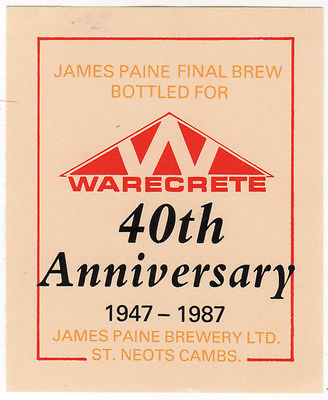 JAMES PAINE FINAL BREW
BOTTLED FOR
W
WARECRETE
40th
Anniversary
1947 – 1987
JAMES PAINE BREWERY LTD.
ST. NEOTS CAMBS.